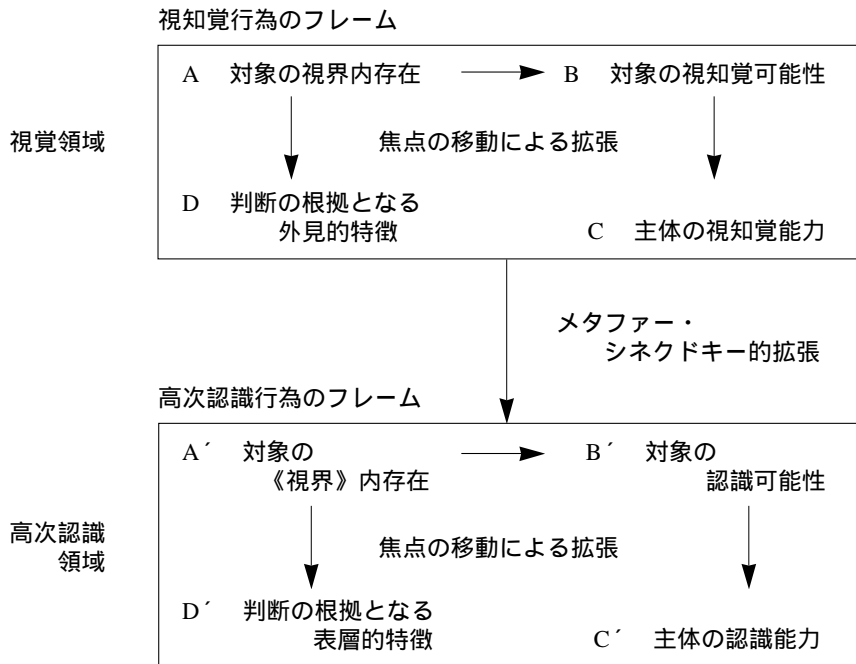 視知覚行為のフレーム
A 対象の視界内存在
B 対象の視知覚可能性
視覚領域
焦点の移動による拡張
D 判断の根拠となる
外見的特徴
C 主体の視知覚能力
メタファー・
シネクドキー的拡張
高次認識行為のフレーム
A´ 対象の
《視界》内存在
B´ 対象の
認識可能性
高次認識
領域
焦点の移動による拡張
D´ 判断の根拠となる
表層的特徴
C´ 主体の認識能力